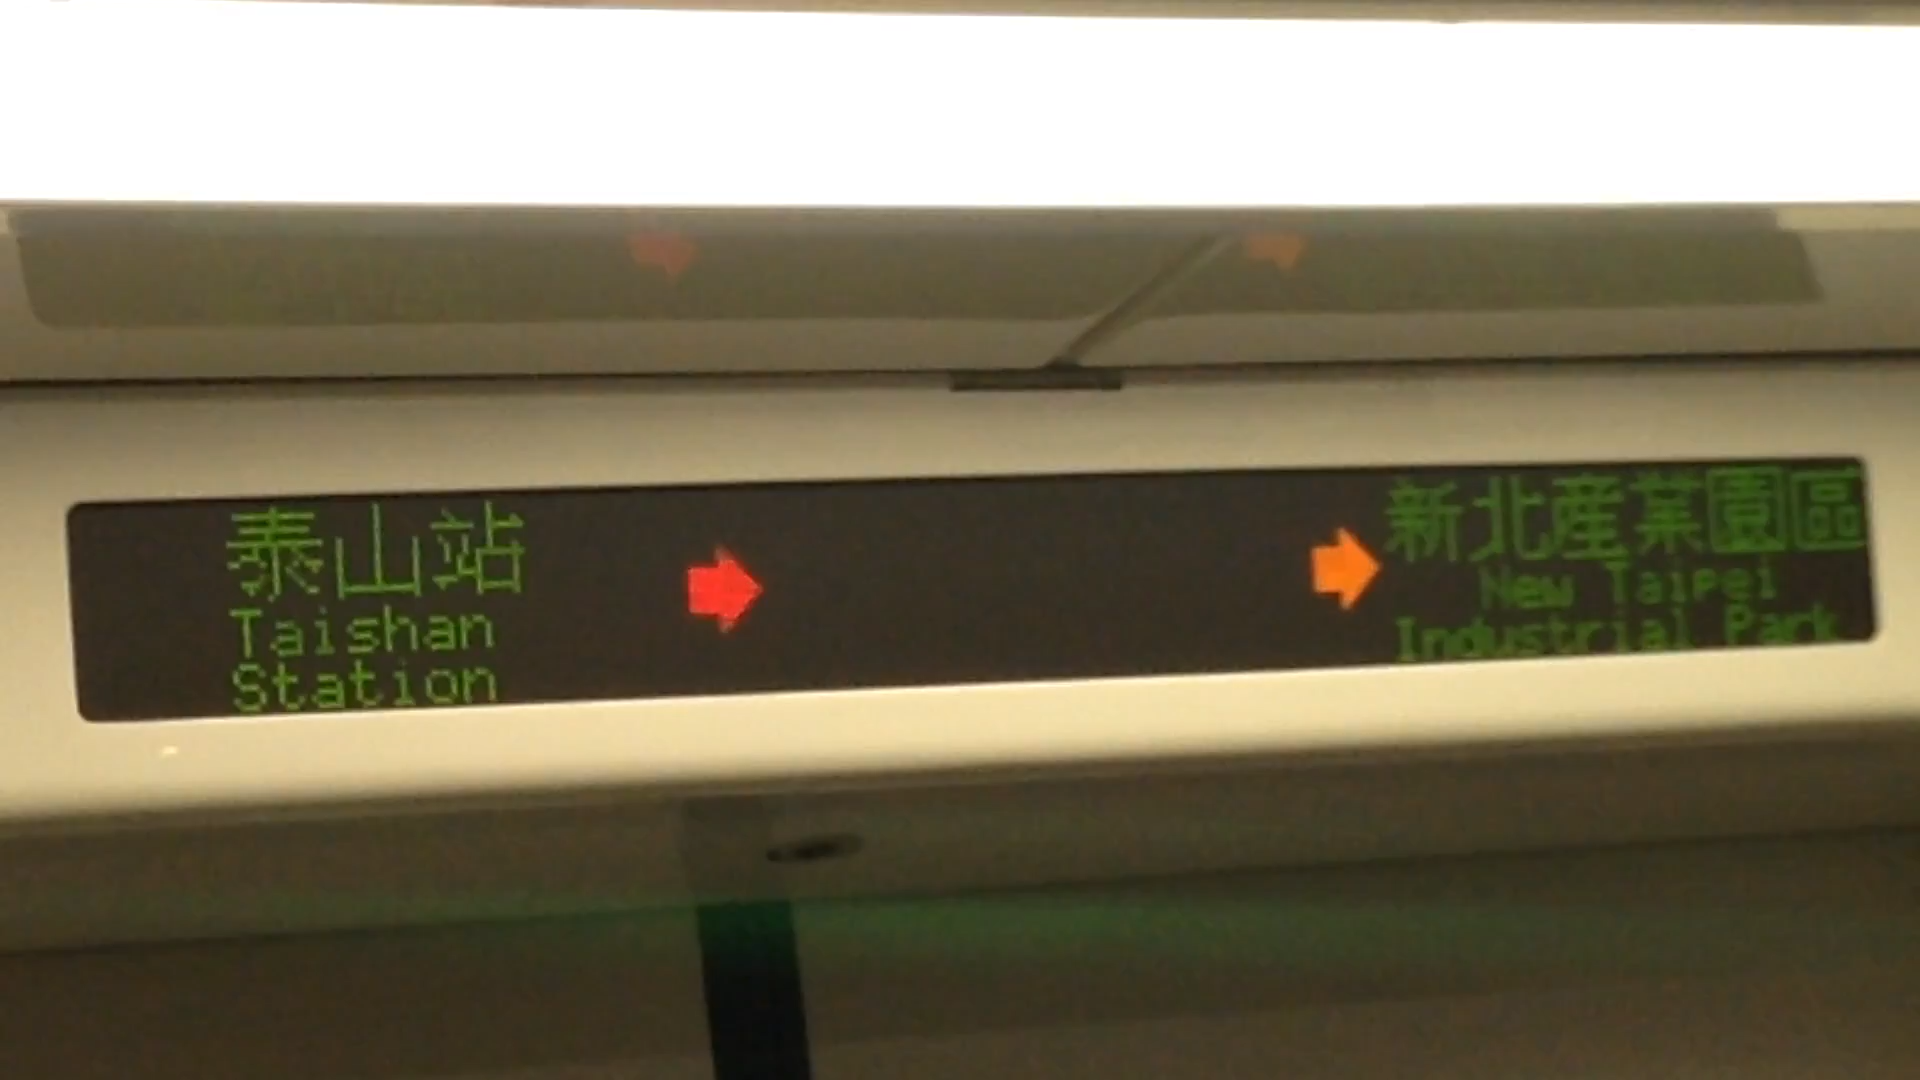 泰山站
Taishan
Station
新北產業園區
New Taipei
Industrial Park